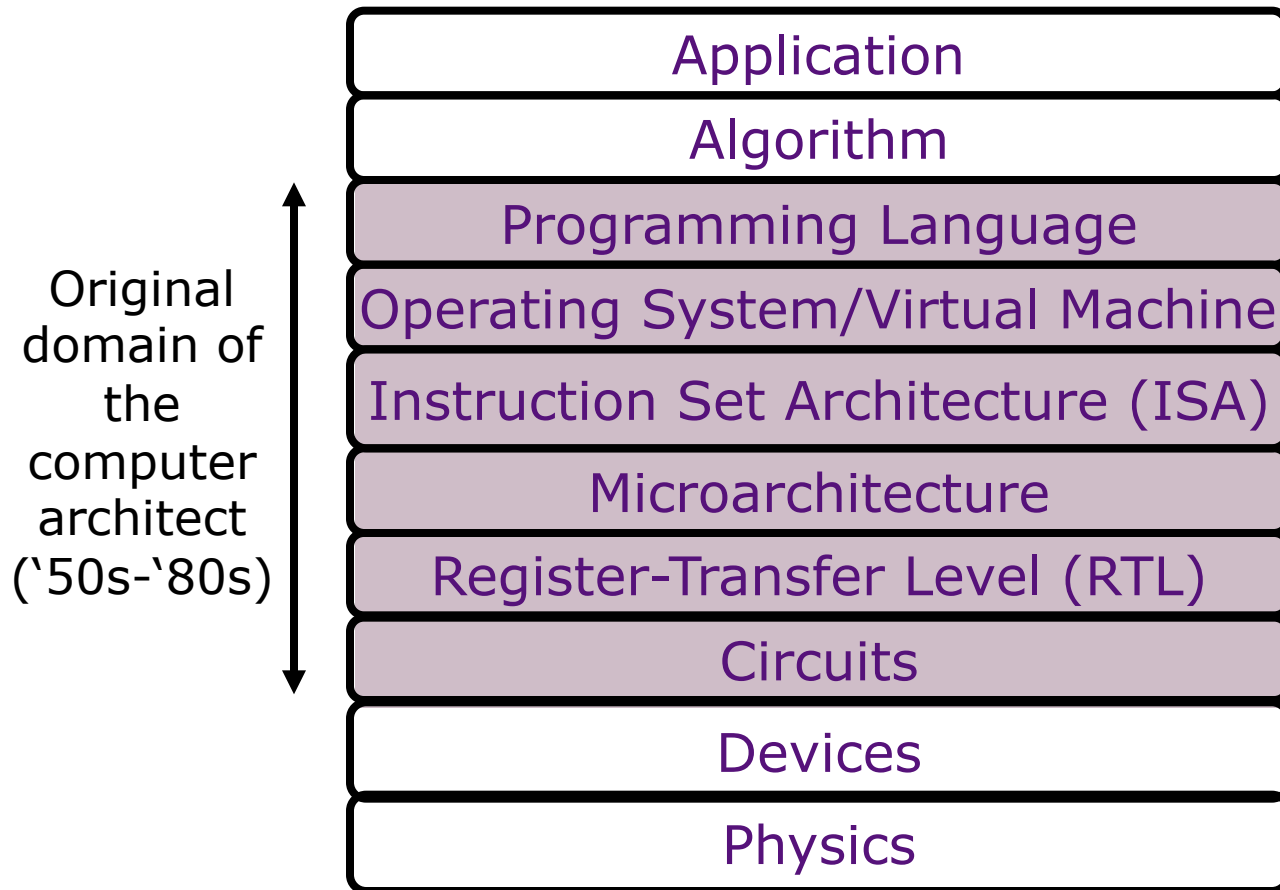 Application
Algorithm
Programming Language
Operating System/Virtual Machine
Instruction Set Architecture (ISA)
Microarchitecture
Register-Transfer Level (RTL)
Circuits
Devices
Physics
Original
domain of
the
computer
architect
(‘50s-‘80s)